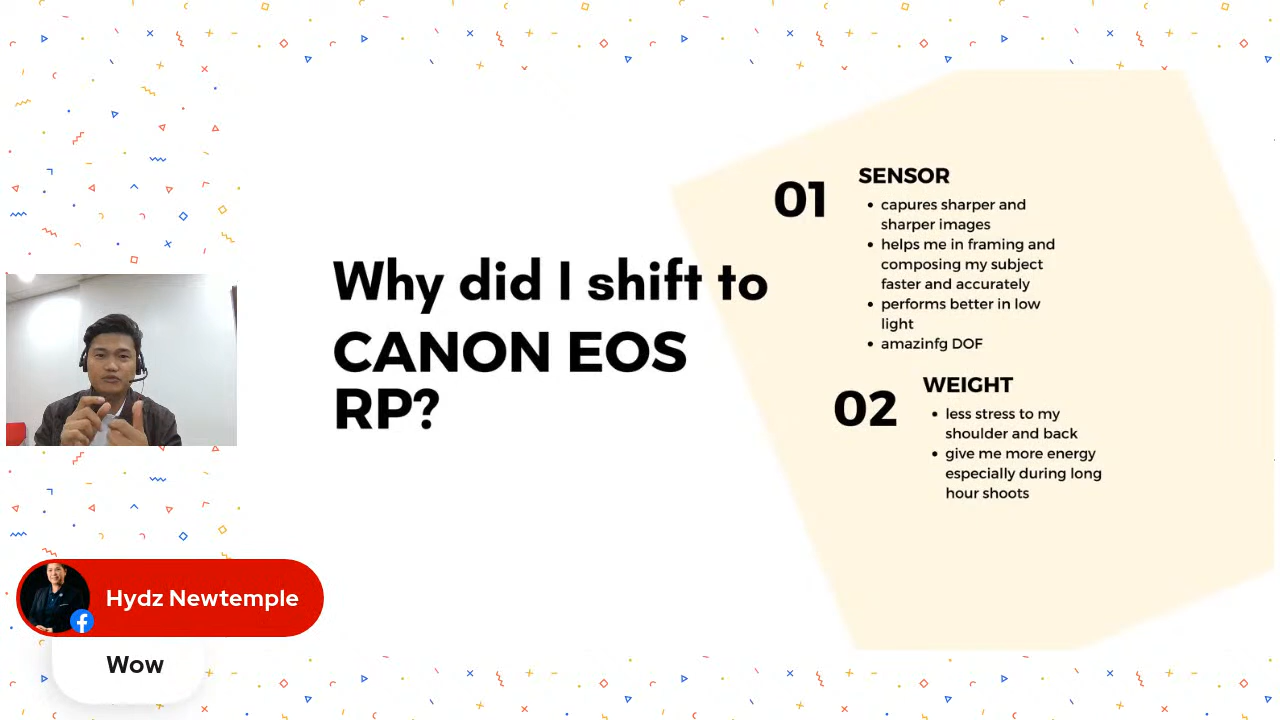 Why did I shift to
CANON EOS
RP?
01
SENSOR
• capures sharper and
sharper images
• helps me in framing and
composing my subject
faster and accurately
• performs better in low
light
• amazinfg DOF
02
WEIGHT
• less stress to my
shoulder and back
• give me more energy
especially during long
hour shoots
Hydz Newtemple
Wow